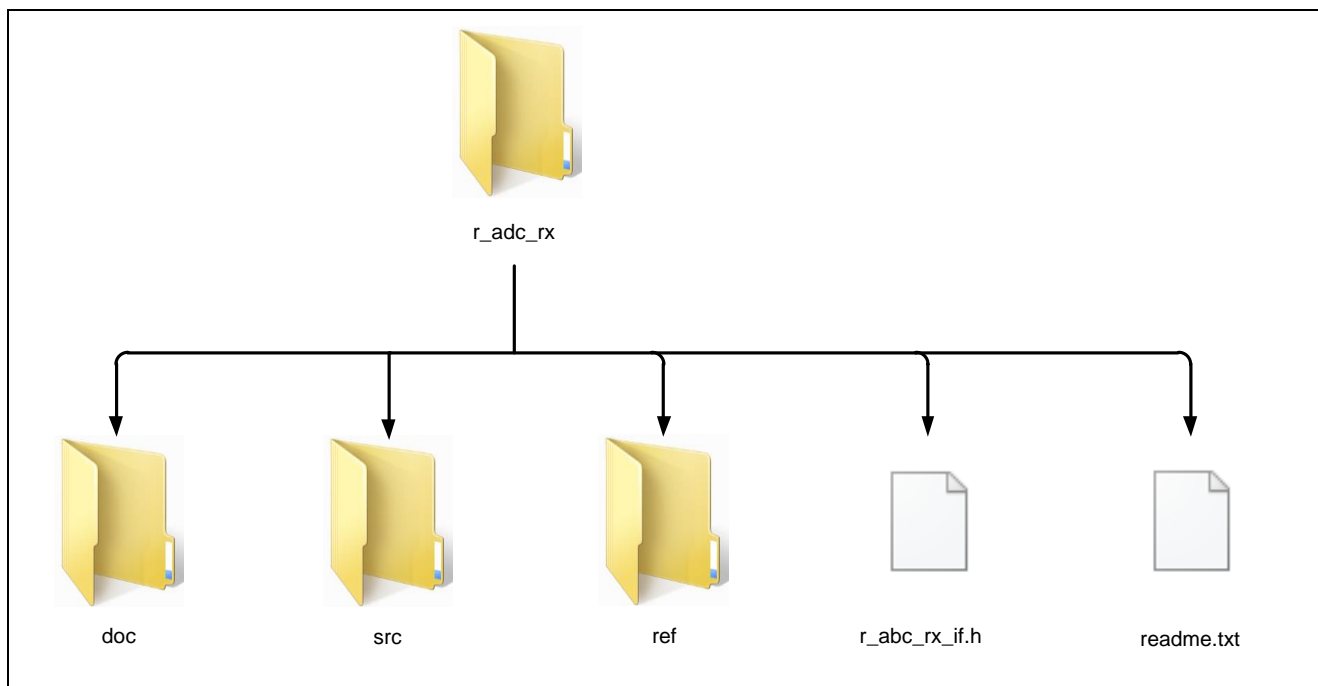 r_adc_rx
doc
src
ref
r_abc_rx_if.h
readme.txt